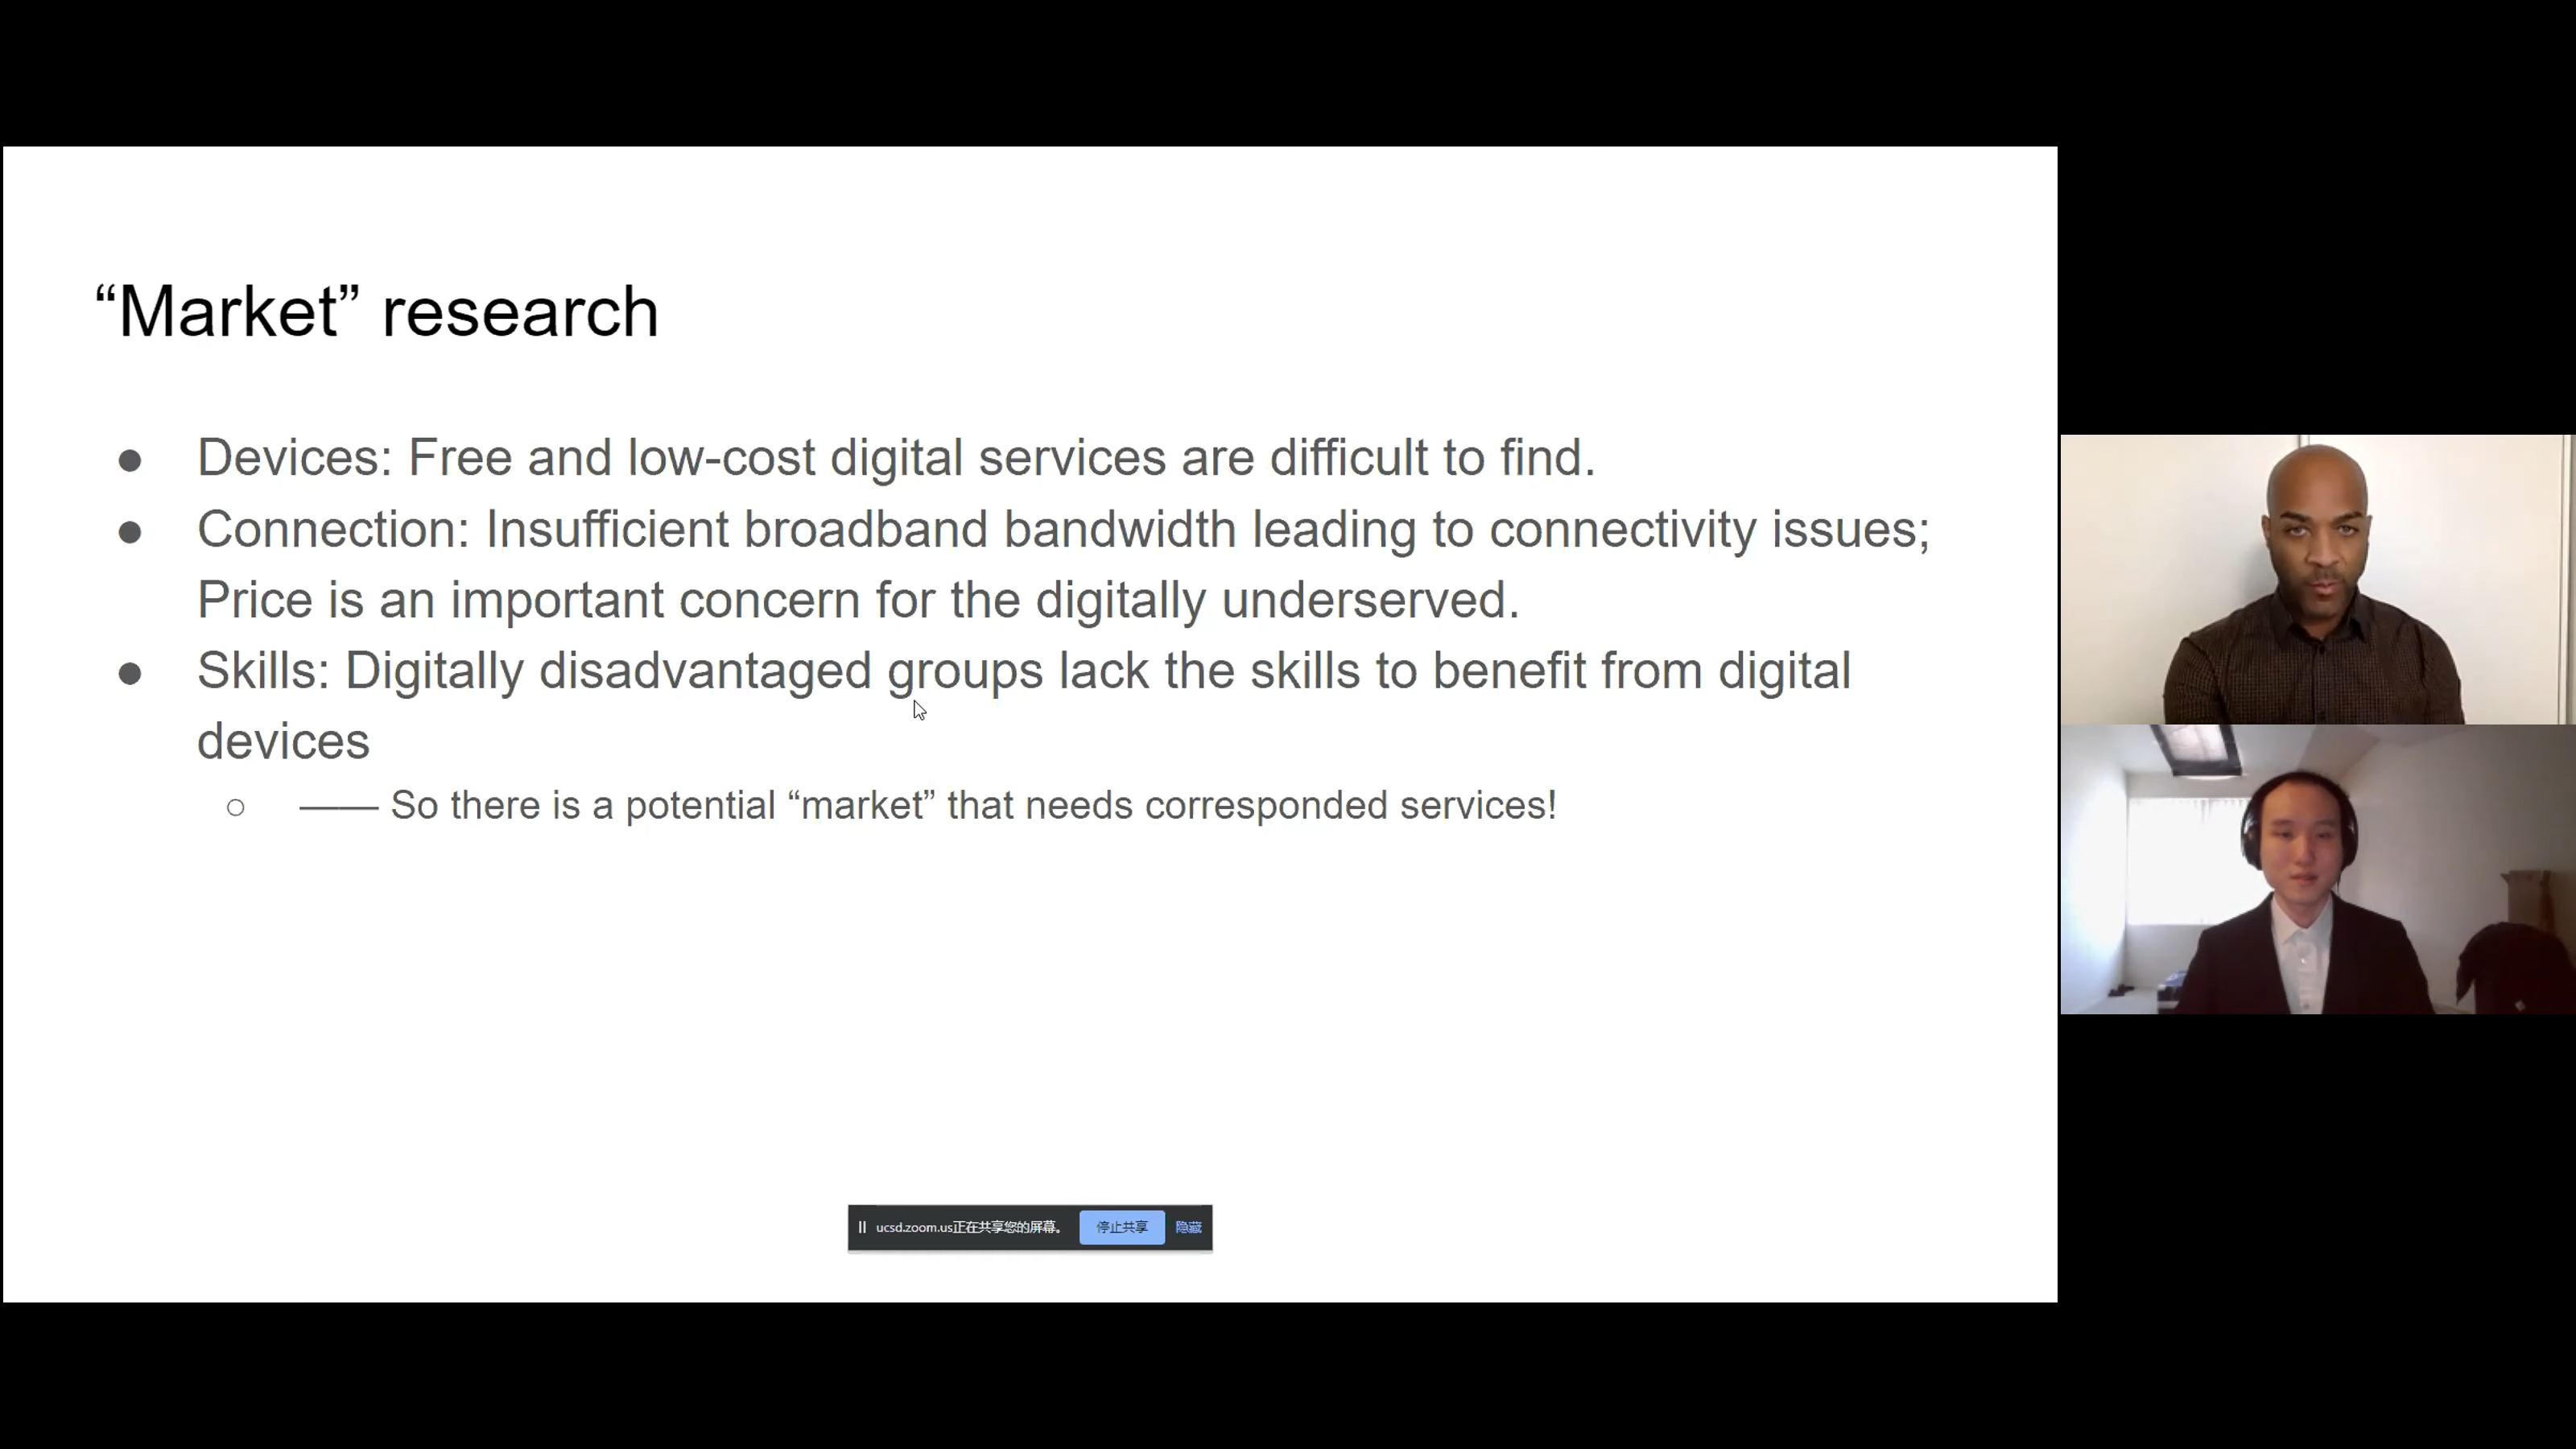 “Market” research
● Devices: Free and low-cost digital services are difficult to find.
● Connection: Insufficient broadband bandwidth leading to connectivity issues;
Price is an important concern for the digitally underserved.
● Skills: Digitally disadvantaged groups lack the skills to benefit from digital
devices
○ —— So there is a potential “market” that needs corresponded services!
ucsd.zoom.us正在共享您的屏幕。 停止共享 隐藏